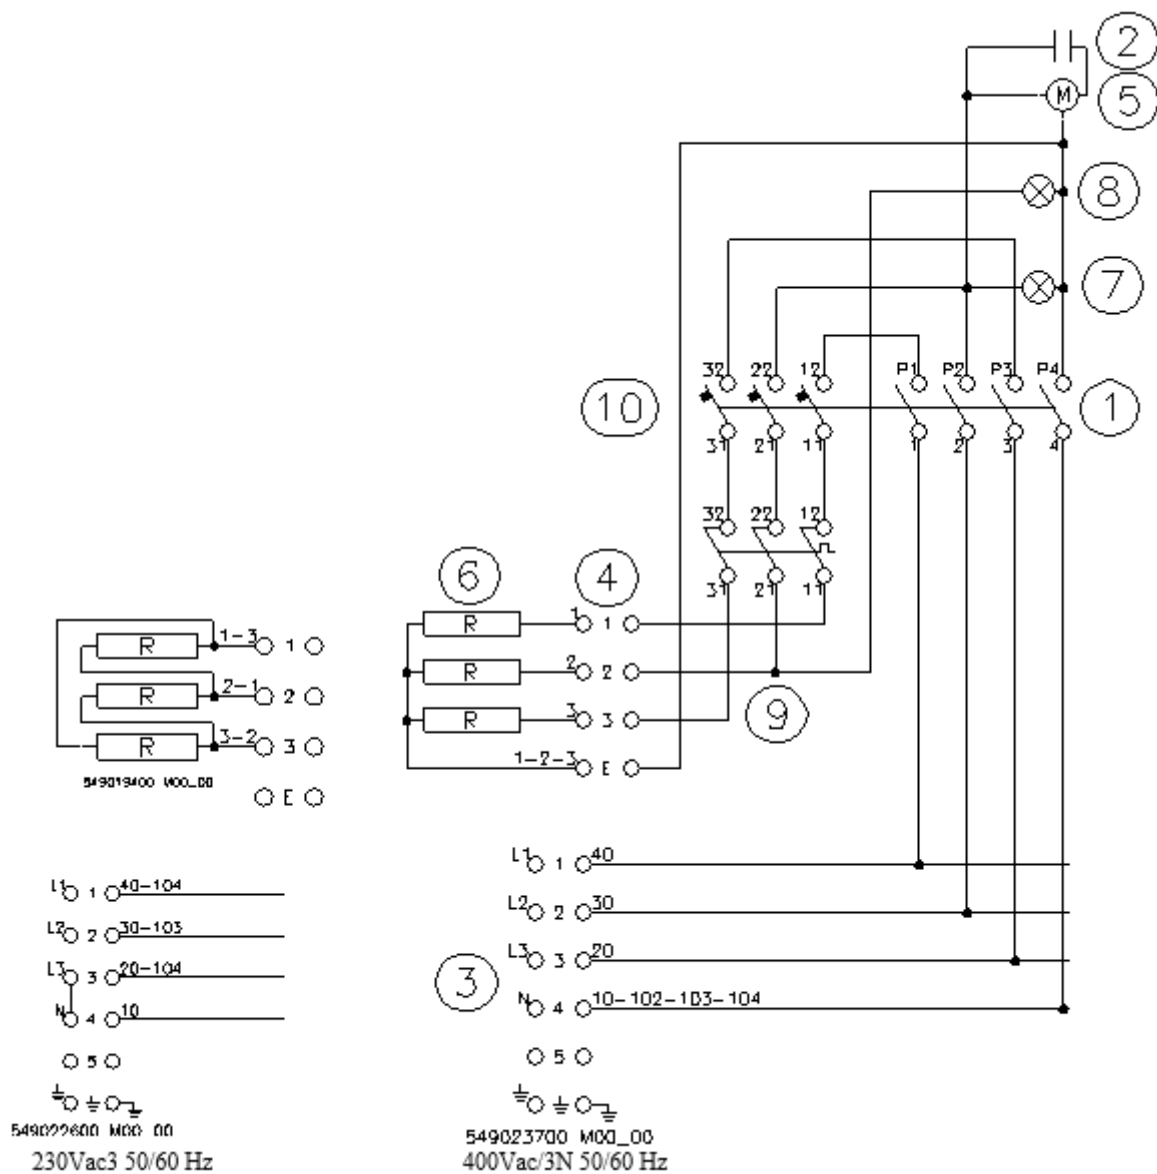 2
M 5
8
7
32 22 12 P1 P2 P3 P4
10 1
31 21 11 1 2 3 4
32 22 12
6 4
31 21 11
R 1 1
R 2 2
R 3 3
1-2-3 E
9
R 1-3 1
R 2-1 2
R 3-2 3
549019400 M00_00
E
L1 1 40
L2 2 30
L3 3 20
3
N 4 10-102-103-104
5
549023700 M00_00
400Vac/3N 50/60 Hz
L1 1 40-104
L2 2 30-103
L3 3 20-104
N 4 10
5
549022600 M00_00
230Vac3 50/60 Hz